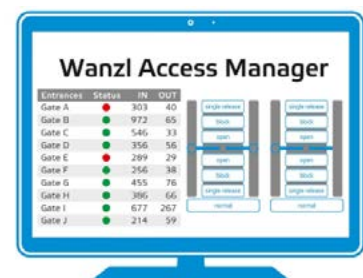 Wanzl Access Manager
Entrances Status IN OUT
Gate A 303 40
Gate B 972 65
Gate C 546 33
Gate D 356 56
Gate E 289 29
Gate F 256 38
Gate G 455 76
Gate H 386 66
Gate I 677 267
Gate J 214 59
single release single release
block block
open open
open open
block block
single release single release
normal normal